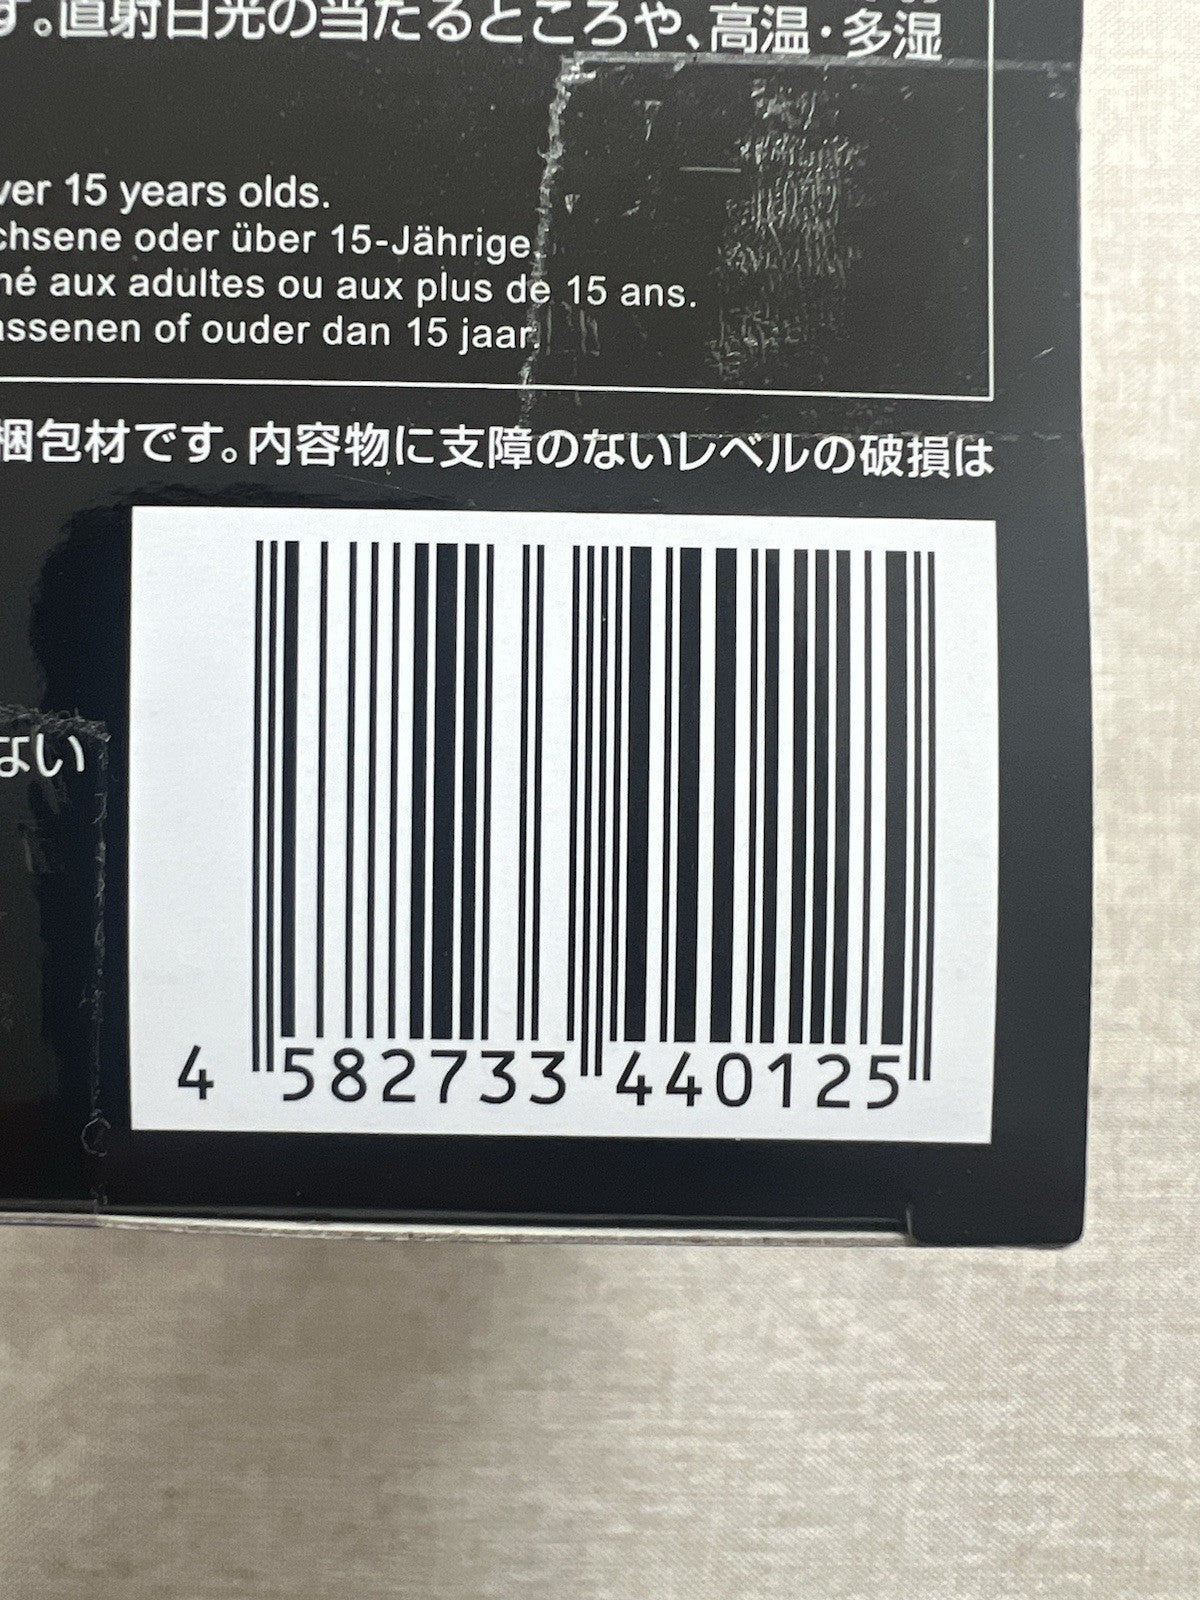 す。直射日光の当たるところや、高温・多湿
ver 15 years olds.
chsene oder über 15-Jährige.
né aux adultes ou aux plus de 15 ans.
assenen of ouder dan 15 jaar.
梱包材です。内容物に支障のないレベルの破損は
ない
4 582733 440125